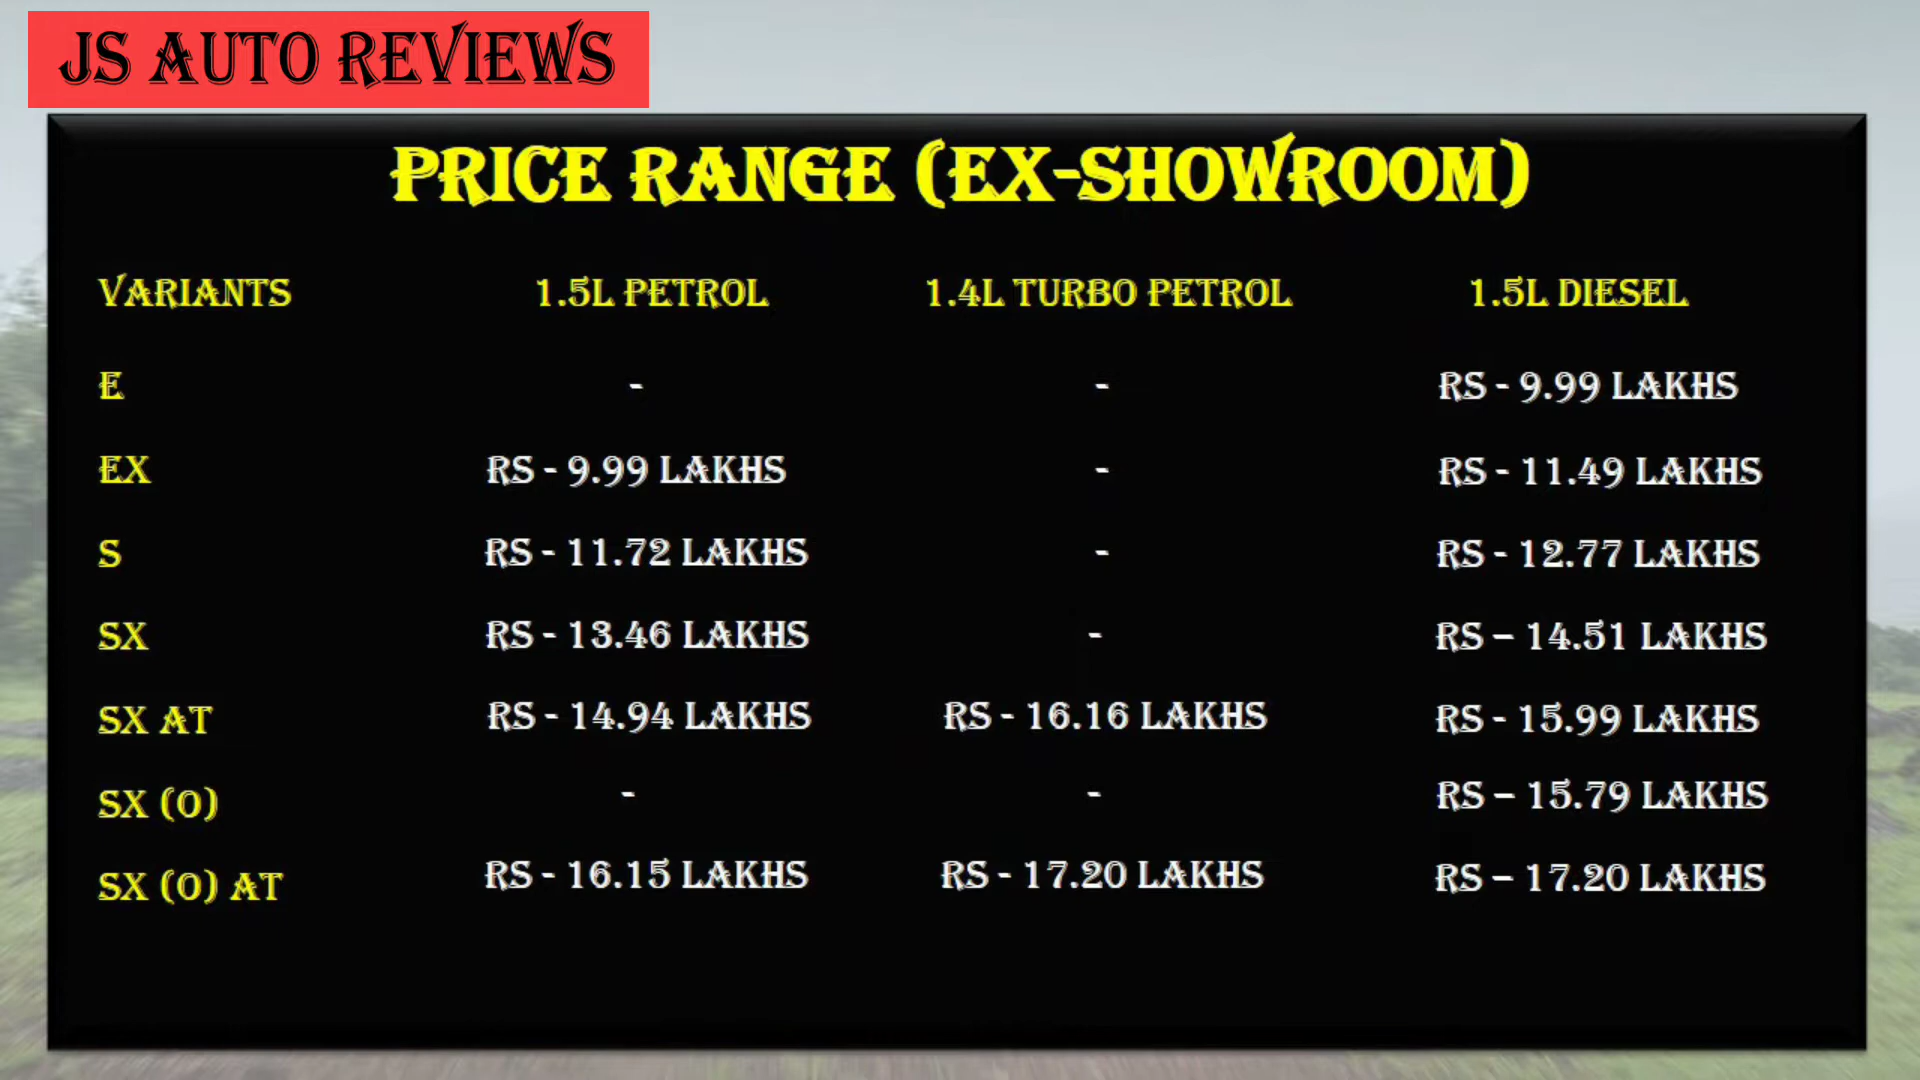 JS AUTO REVIEWS
PRICE RANGE (EX-SHOWROOM)
VARIANTS 1.5L PETROL 1.4L TURBO PETROL 1.5L DIESEL
E - - RS - 9.99 LAKHS
EX RS - 9.99 LAKHS - RS - 11.49 LAKHS
S RS - 11.72 LAKHS - RS - 12.77 LAKHS
SX RS - 13.46 LAKHS - RS – 14.51 LAKHS
SX AT RS - 14.94 LAKHS RS - 16.16 LAKHS RS - 15.99 LAKHS
SX (O) - - RS – 15.79 LAKHS
SX (O) AT RS - 16.15 LAKHS RS - 17.20 LAKHS RS – 17.20 LAKHS